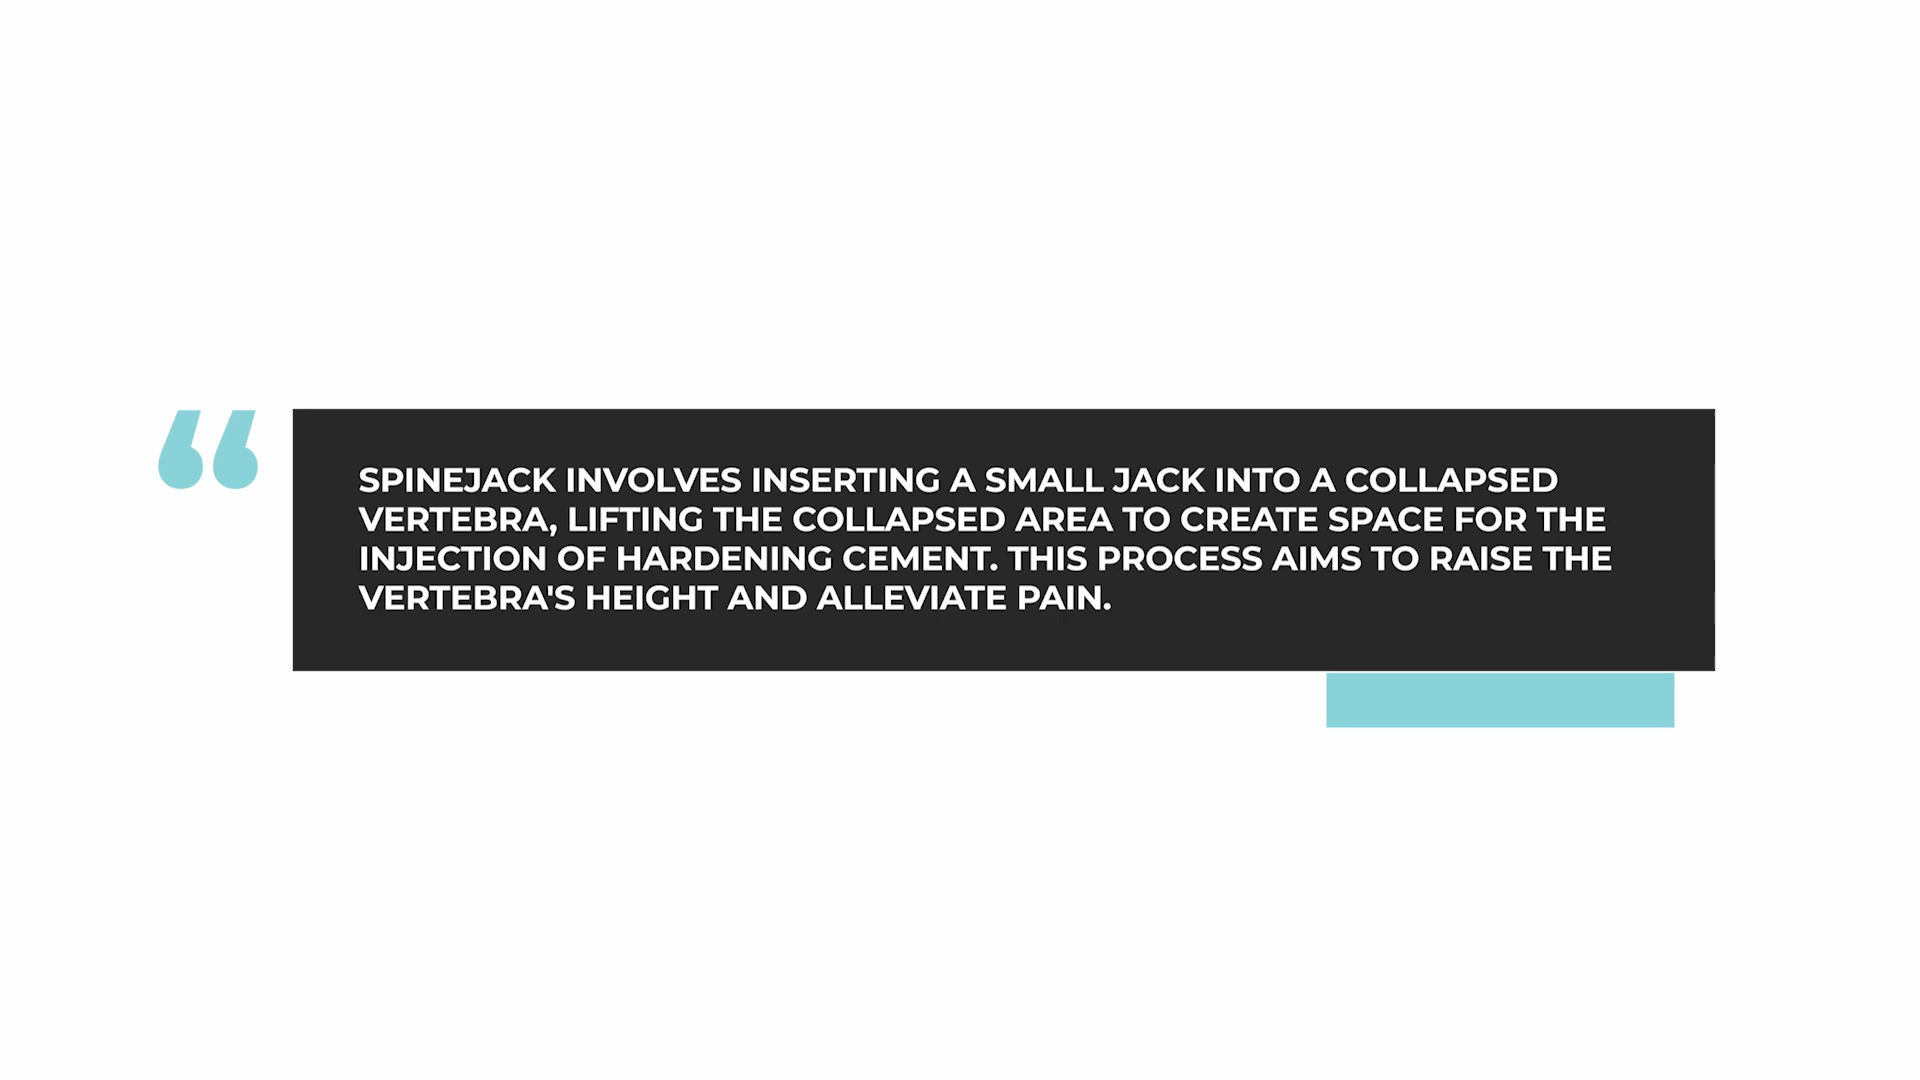 “
SPINEJACK INVOLVES INSERTING A SMALL JACK INTO A COLLAPSED
VERTEBRA, LIFTING THE COLLAPSED AREA TO CREATE SPACE FOR THE
INJECTION OF HARDENING CEMENT. THIS PROCESS AIMS TO RAISE THE
VERTEBRA'S HEIGHT AND ALLEVIATE PAIN.